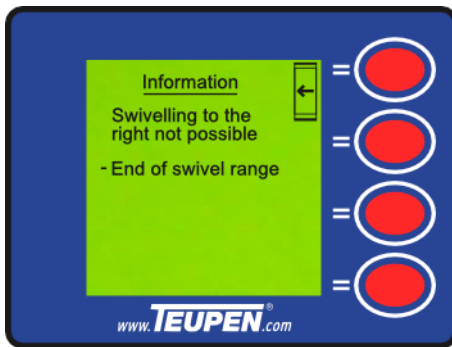 Information
Swivelling to the
right not possible
- End of swivel range
=
=
=
=
www.TEUPEN®.com